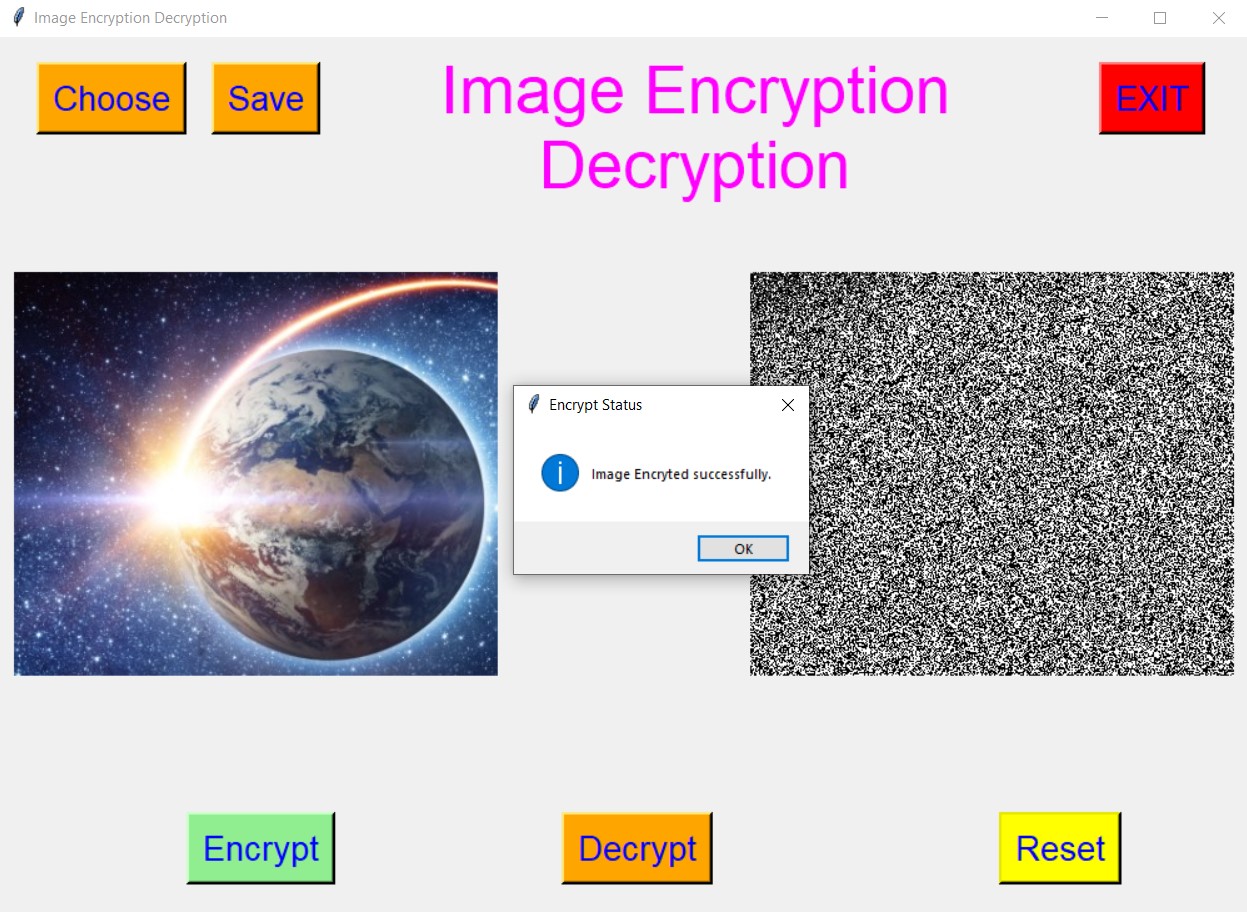 Image Encryption Decryption
Choose
Save
Image Encryption
Decryption
EXIT
Encrypt Status
Image Encryted successfully.
OK
Encrypt
Decrypt
Reset